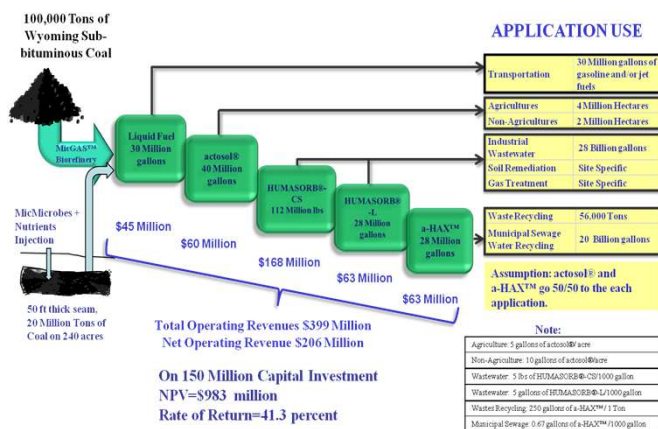 100,000 Tons of
Wyoming Sub-
bituminous Coal
MicGAS™
Biorefinery
MicMicrobes +
Nutrients
Injection
50 ft thick seam,
20 Million Tons of
Coal on 240 acres
Liquid Fuel
30 Million
gallons
actosol®
40 Million
gallons
HUMASORB®-
CS
112 Million lbs
HUMASORB®
-L
28 Million
gallons
a-HAX™
28 Million
gallons
$45 Million
$60 Million
$168 Million
$63 Million
$63 Million
Total Operating Revenues $399 Million
Net Operating Revenue $206 Million
On 150 Million Capital Investment
NPV=$983 million
Rate of Return=41.3 percent
APPLICATION USE
Transportation
30 Million gallons of
gasoline and/or jet
fuels
Agricultures 4 Million Hectares
Non-Agricultures 2 Million Hectares
Industrial
Wastewater
28 Billion gallons
Soil Remediation Site Specific
Gas Treatment Site Specific
Waste Recycling 56,000 Tons
Municipal Sewage
Water Recycling
20 Billion gallons
Assumption: actosol® and
a-HAX™ go 50/50 to the each
application.
Note:
Agriculture: 5 gallons of actosol®/ acre
Non-Agriculture: 10 gallons of actosol®/acre
Wastewater: 5 lbs of HUMASORB®-CS/1000 gallon
Wastewater: 5 gallons of HUMASORB®-L/1000 gallon
Wastes Recycling: 250 gallons of a-HAX™ / 1 Ton
Municipal Sewage: 0.67 gallons of a-HAX™ /1000 gallon